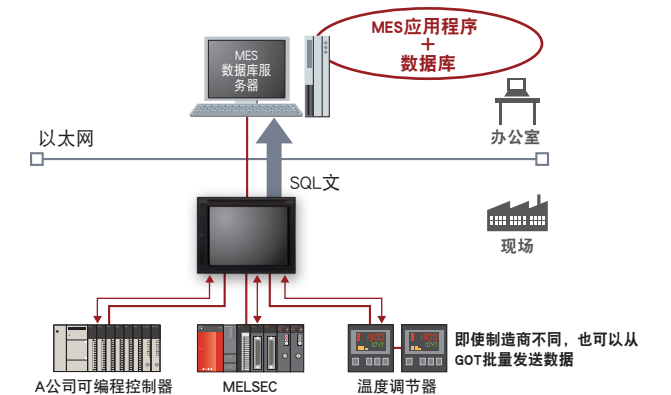 MES应用程序
+
数据库
MES
数据库服
务器
办公室
以太网
SQL文
现场
即使制造商不同，也可以从
GOT批量发送数据
A公司可编程控制器
MELSEC
温度调节器